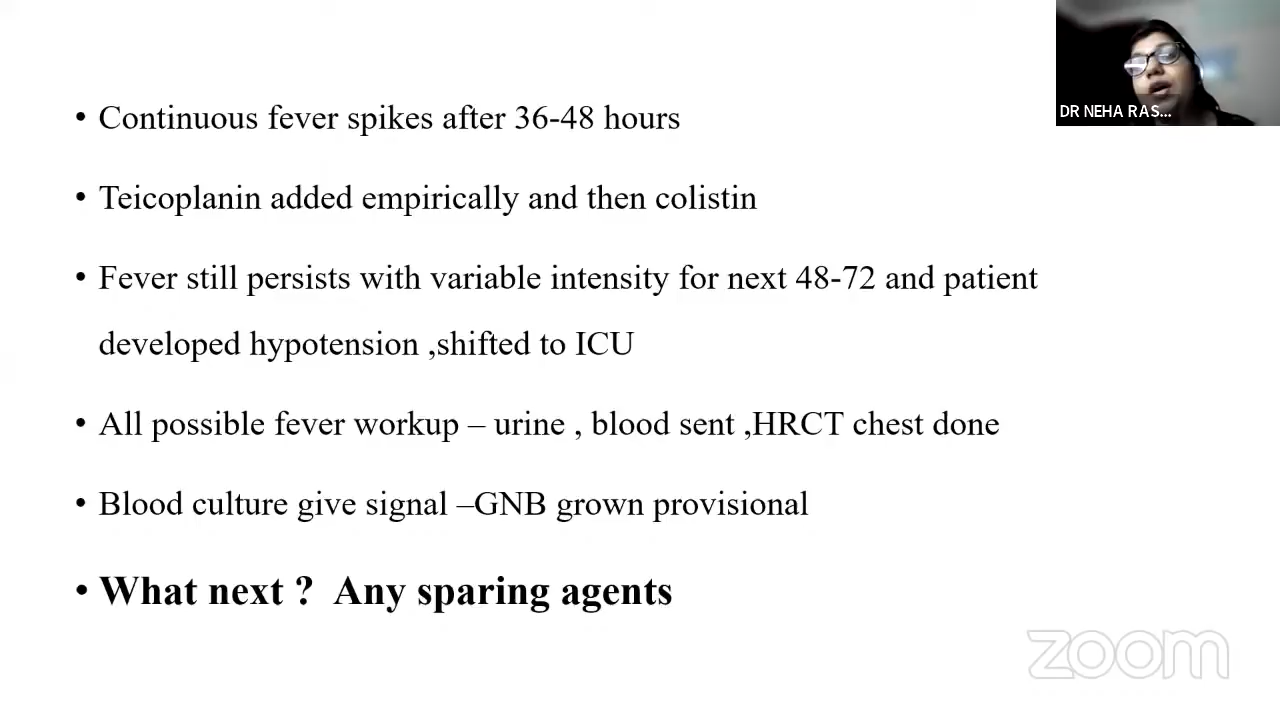 DR NEHA RAS...
• Continuous fever spikes after 36-48 hours
• Teicoplanin added empirically and then colistin
• Fever still persists with variable intensity for next 48-72 and patient
developed hypotension ,shifted to ICU
• All possible fever workup – urine , blood sent ,HRCT chest done
• Blood culture give signal –GNB grown provisional
• What next ? Any sparing agents
zoom